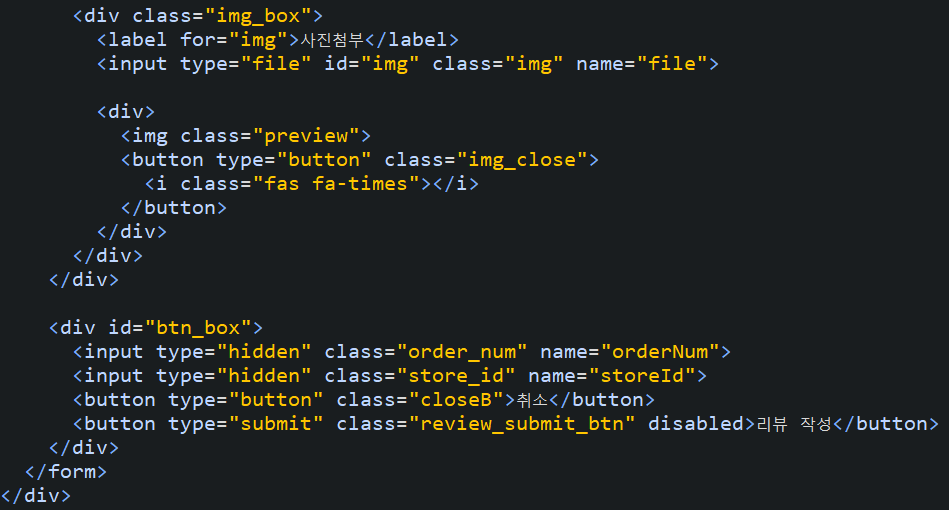 <div class="img_box">
<label for="img">사진첨부</label>
<input type="file" id="img" class="img" name="file">
<div>
<img class="preview">
<button type="button" class="img_close">
<i class="fas fa-times"></i>
</button>
</div>
</div>
</div>
<div id="btn_box">
<input type="hidden" class="order_num" name="orderNum">
<input type="hidden" class="store_id" name="storeId">
<button type="button" class="closeB">취소</button>
<button type="submit" class="review_submit_btn" disabled>리뷰 작성</button>
</div>
</form>
</div>